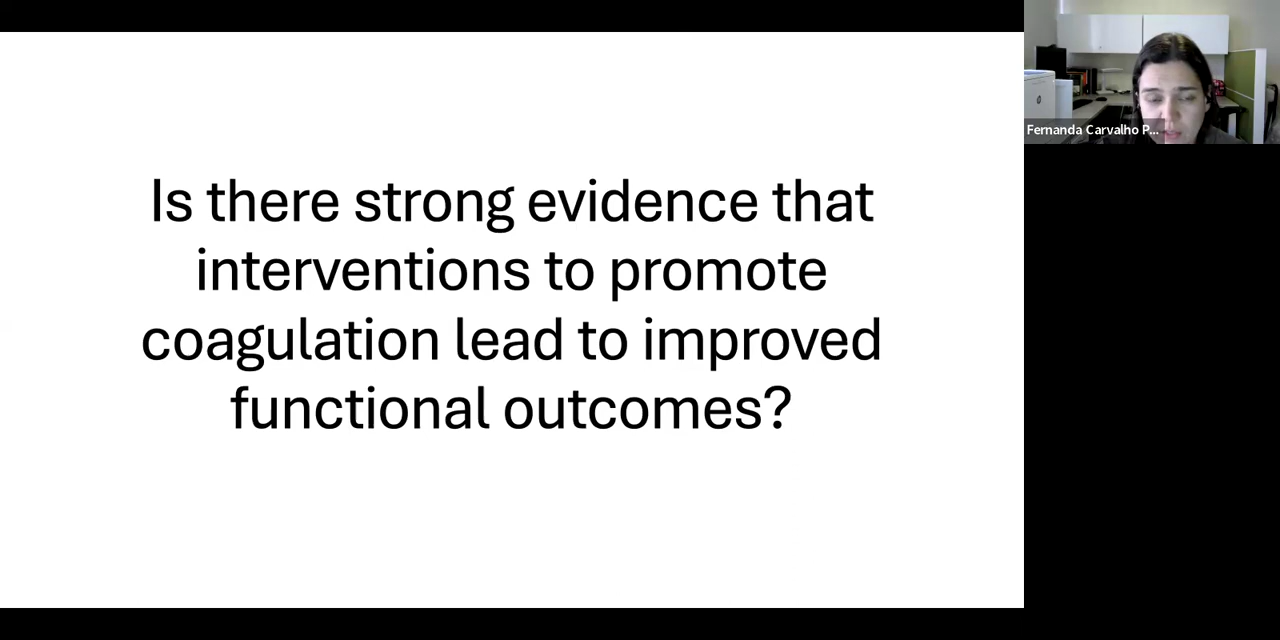 Is there strong evidence that
interventions to promote
coagulation lead to improved
functional outcomes?
Fernanda Carvalho P...